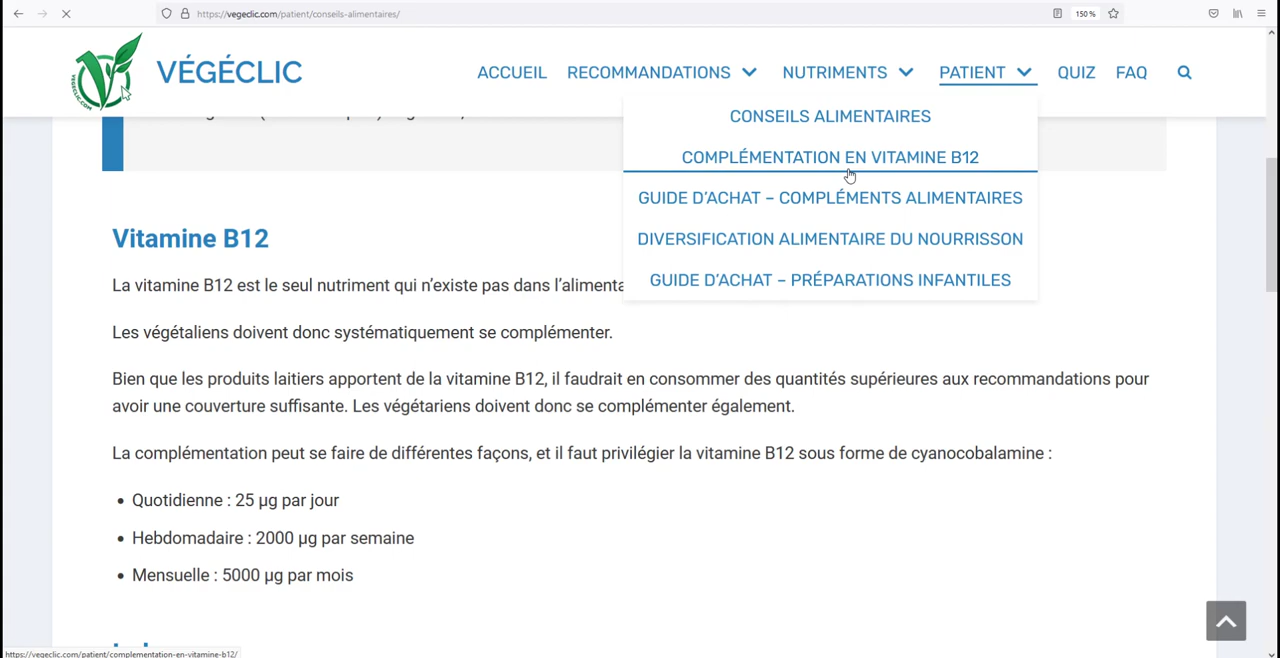 https://vegeclic.com/patient/conseils-alimentaires/
150 %
VEGECLIC.COM
VÉGÉCLIC
ACCUEIL
RECOMMANDATIONS
NUTRIMENTS
PATIENT
QUIZ
FAQ
CONSEILS ALIMENTAIRES
COMPLÉMENTATION EN VITAMINE B12
GUIDE D'ACHAT – COMPLÉMENTS ALIMENTAIRES
DIVERSIFICATION ALIMENTAIRE DU NOURRISSON
GUIDE D'ACHAT – PRÉPARATIONS INFANTILES
Vitamine B12
La vitamine B12 est le seul nutriment qui n'existe pas dans l'alimenta
Les végétaliens doivent donc systématiquement se complémenter.
Bien que les produits laitiers apportent de la vitamine B12, il faudrait en consommer des quantités supérieures aux recommandations pour
avoir une couverture suffisante. Les végétariens doivent donc se complémenter également.
La complémentation peut se faire de différentes façons, et il faut privilégier la vitamine B12 sous forme de cyanocobalamine :
• Quotidienne : 25 µg par jour
• Hebdomadaire : 2000 µg par semaine
• Mensuelle : 5000 µg par mois
https://vegeclic.com/patient/complementation-en-vitamine-b12/